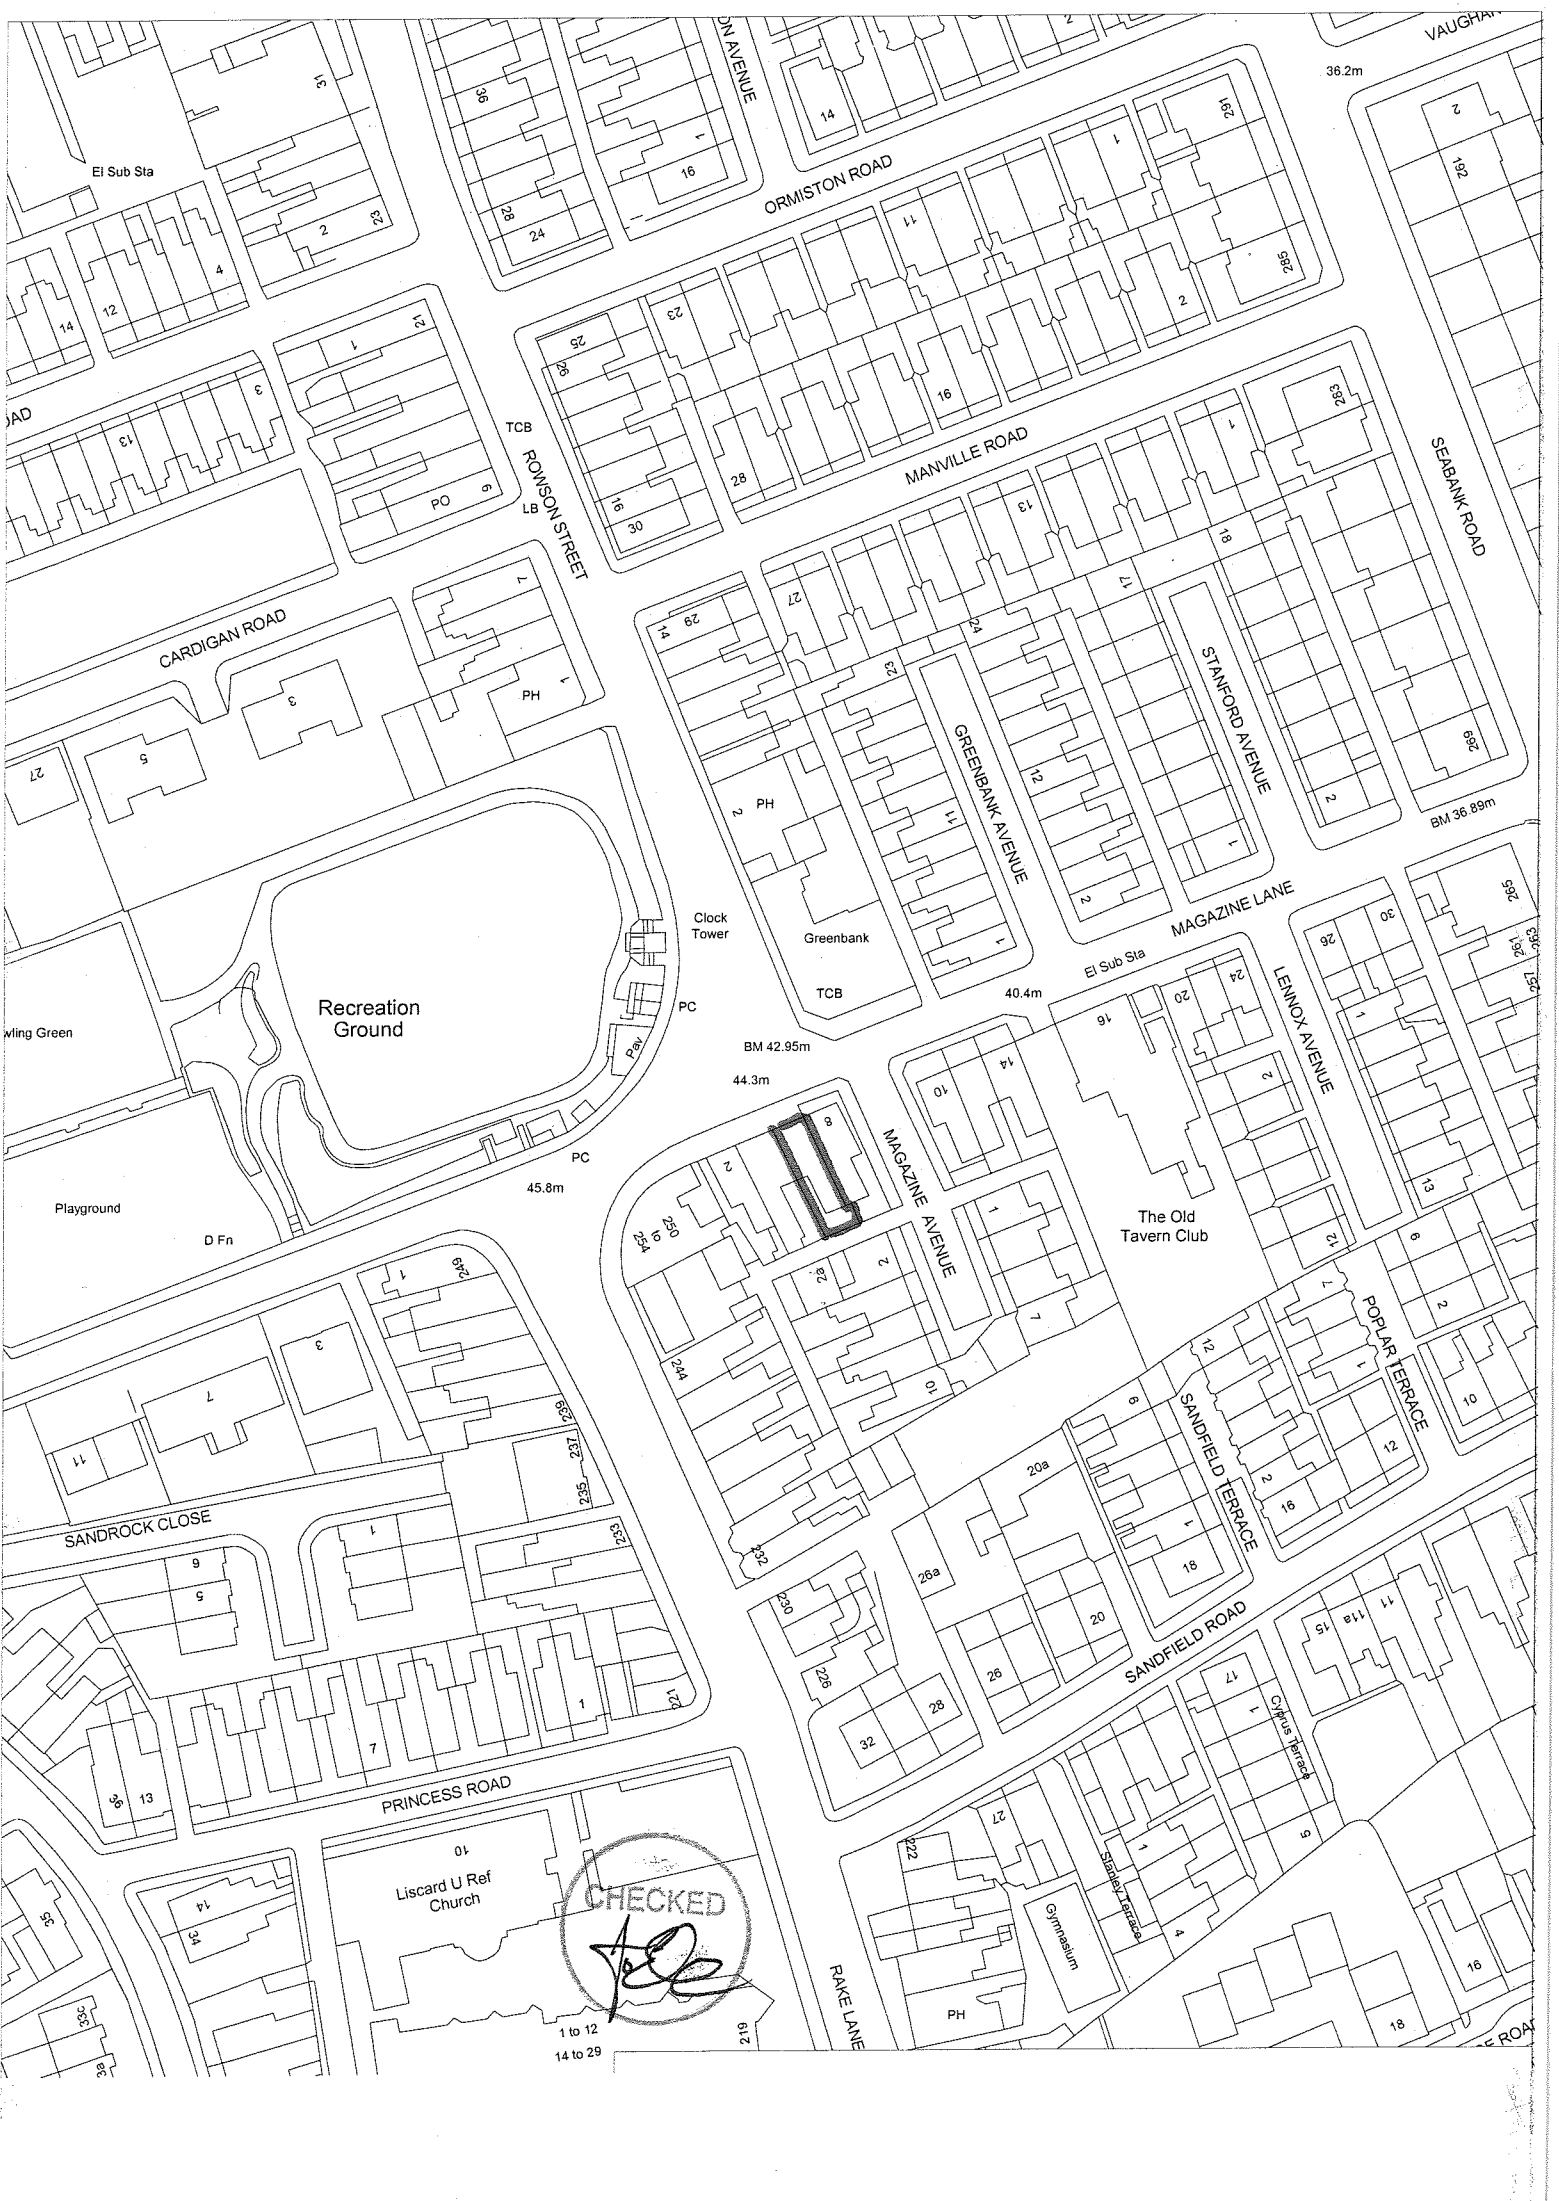 VAUGHAN
36.2m
ON AVENUE
31
36
14
1
16
2
291
2
192
El Sub Sta
ORMISTON ROAD
28
24
2
23
4
12
14
11
1
285
2
21
1
25
26
23
16
283
1
3
13
OAD
TCB
ROWSON STREET
PO
9
LB
16
30
28
MANVILLE ROAD
13
18
SEABANK ROAD
CARDIGAN ROAD
7
PH
1
14
29
27
24
17
23
STANFORD AVENUE
3
5
27
GREENBANK AVENUE
269
2
PH
12
11
2
BM 36.89m
1
2
MAGAZINE LANE
265
263
261
257
Clock
Tower
Greenbank
1
El Sub Sta
26
30
24
20
LENNOX AVENUE
TCB
40.4m
16
1
Recreation
Ground
PC
wling Green
Pav
BM 42.95m
44.3m
14
10
2
8
MAGAZINE AVENUE
PC
45.8m
2
Playground
D Fn
250
to
254
The Old
Tavern Club
13
12
1
6
2
2a
2
7
7
POPLAR TERRACE
249
1
3
244
10
12
1
10
7
11
6
SANDFIELD TERRACE
12
239
237
235
20a
2
16
SANDROCK CLOSE
1
233
232
1
18
6
5
26a
230
20
SANDFIELD ROAD
15
11a
11
226
26
28
32
17
1
Cyprus Terrace
1
221
7
96
13
PRINCESS ROAD
27
5
222
1
Stanley Terrace
4
10
Liscard U Ref
Church
CHECKED
14
34
35
Gymnasium
16
RAKE LANE
PH
18
33c
3a
219
1 to 12
14 to 29
E ROAD